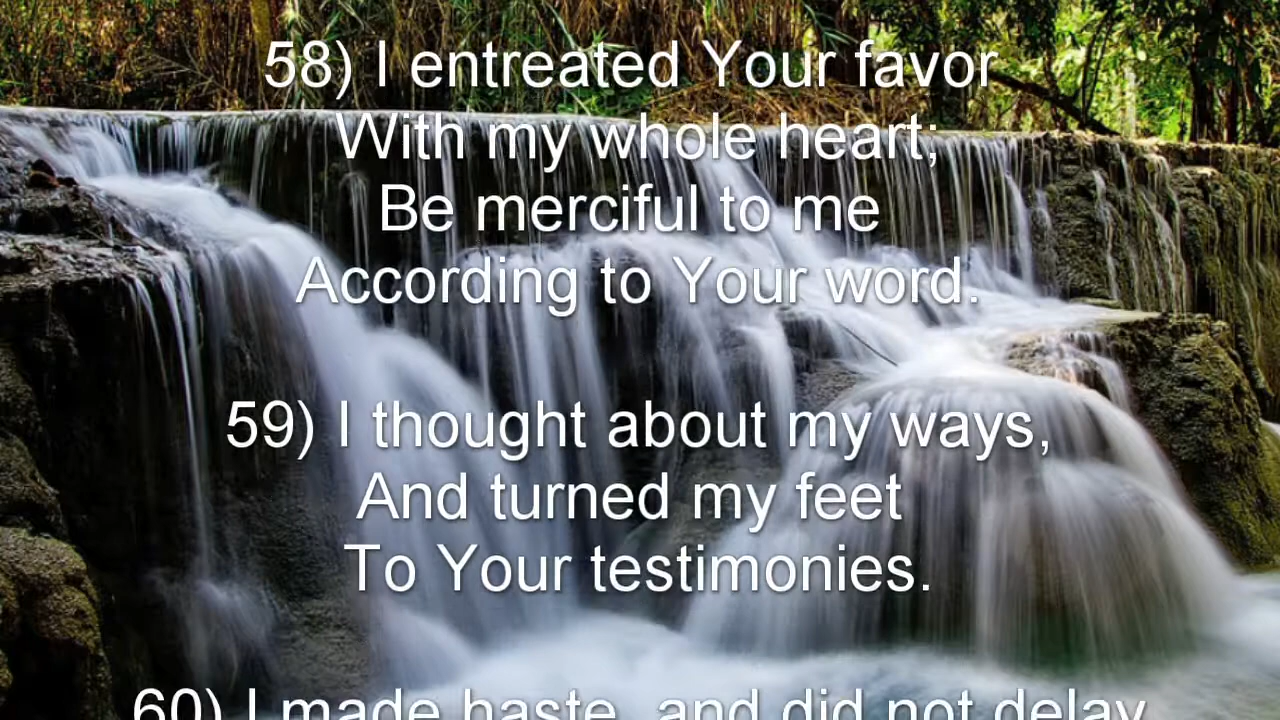 58) I entreated Your favor
With my whole heart;
Be merciful to me
According to Your word.
59) I thought about my ways,
And turned my feet
To Your testimonies.
60) I made haste, and did not delay